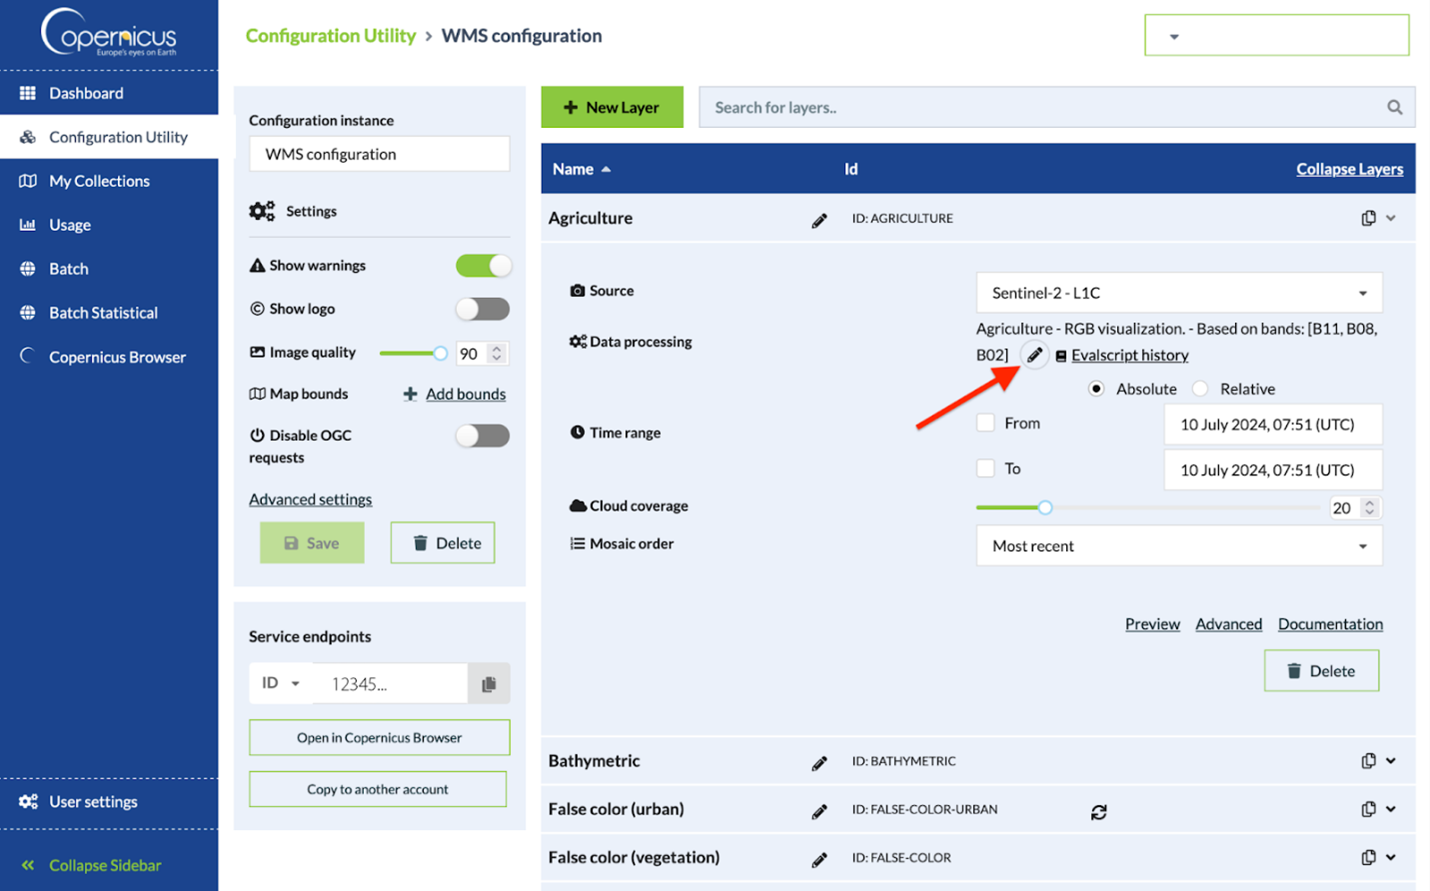 Copernicus
Europe's eyes on Earth
Dashboard
Configuration Utility
My Collections
Usage
Batch
Batch Statistical
Copernicus Browser
User settings
Collapse Sidebar
Configuration Utility > WMS configuration
Configuration instance
WMS configuration
Settings
Show warnings
Show logo
Image quality 90
Map bounds + Add bounds
Disable OGC
requests
Advanced settings
Save Delete
Service endpoints
ID 12345...
Open in Copernicus Browser
Copy to another account
+ New Layer Search for layers..
Name Id Collapse Layers
Agriculture ID: AGRICULTURE
Source Sentinel-2 - L1C
Data processing
Agriculture - RGB visualization. - Based on bands: [B11, B08,
B02] Evalscript history
Absolute Relative
Time range
From 10 July 2024, 07:51 (UTC)
To 10 July 2024, 07:51 (UTC)
Cloud coverage 20
Mosaic order Most recent
Preview Advanced Documentation
Delete
Bathymetric ID: BATHYMETRIC
False color (urban) ID: FALSE-COLOR-URBAN
False color (vegetation) ID: FALSE-COLOR